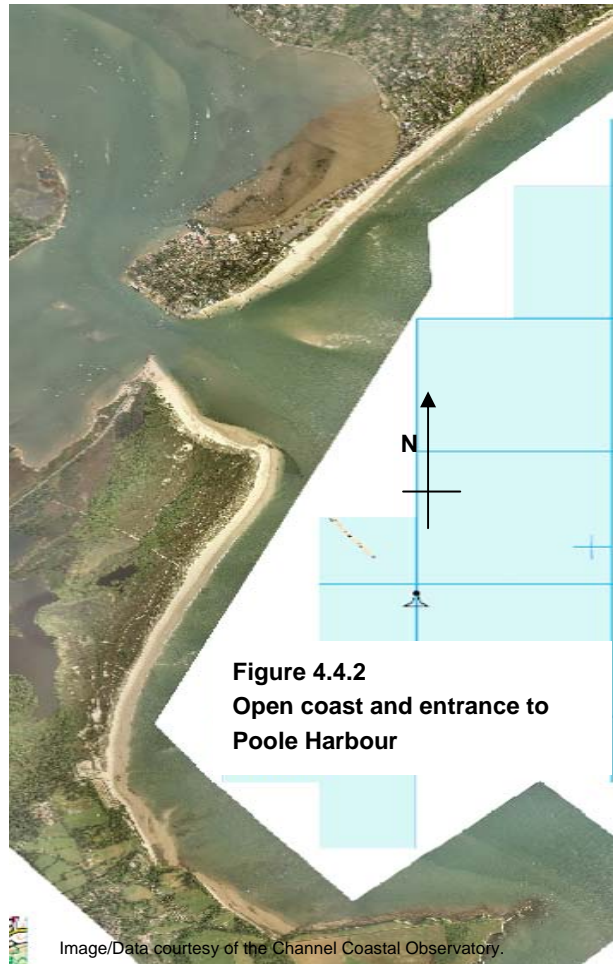 N
Figure 4.4.2
Open coast and entrance to
Poole Harbour
Image/Data courtesy of the Channel Coastal Observatory.